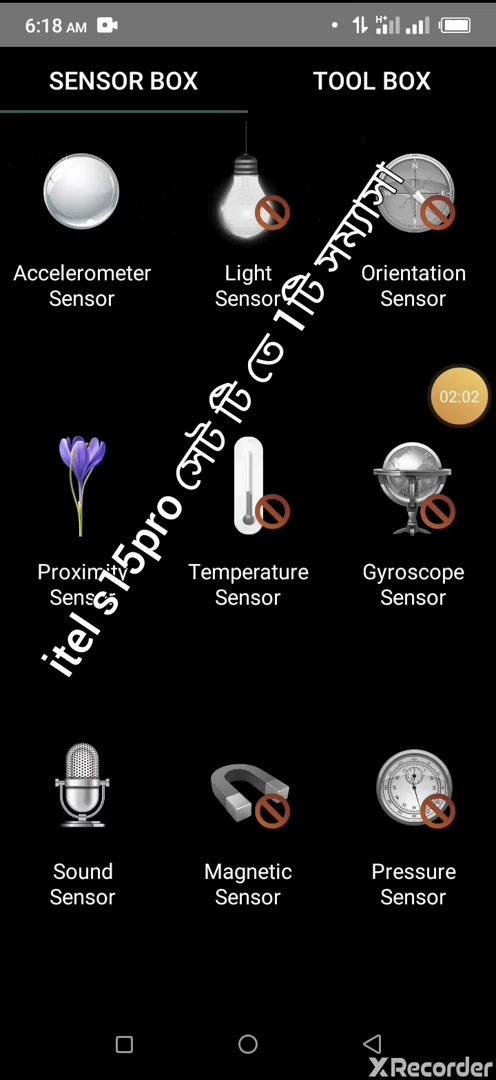 6:18 AM
H+
SENSOR BOX
TOOL BOX
Accelerometer Sensor
Light Sensor
Orientation Sensor
02:02
itel s15pro সেট টি তে 1টি সমস্যা
Proximity Sensor
Temperature Sensor
Gyroscope Sensor
Sound Sensor
Magnetic Sensor
Pressure Sensor
XRecorder